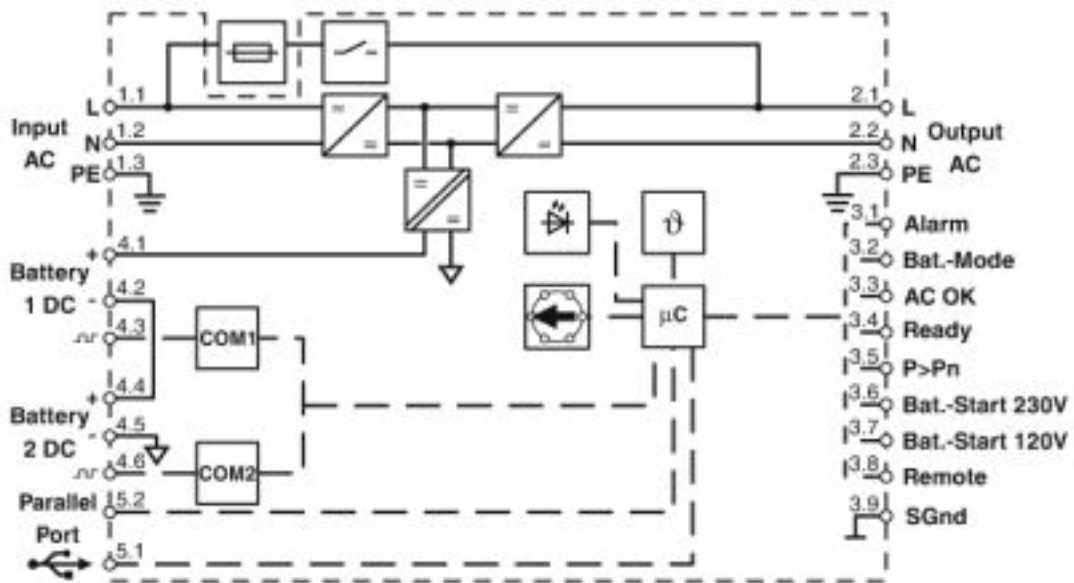 L 1.1
Input AC
N 1.2
PE 1.3
2.1 L
2.2 N
Output AC
2.3 PE
+ 4.1
Battery 1 DC
- 4.2
4.3
COM1
+ 4.4
Battery 2 DC
- 4.5
4.6
COM2
Parallel 5.2
Port
5.1
ϑ
µC
3.1 Alarm
3.2 Bat.-Mode
3.3 AC OK
3.4 Ready
3.5 P>Pn
3.6 Bat.-Start 230V
3.7 Bat.-Start 120V
3.8 Remote
3.9 SGnd